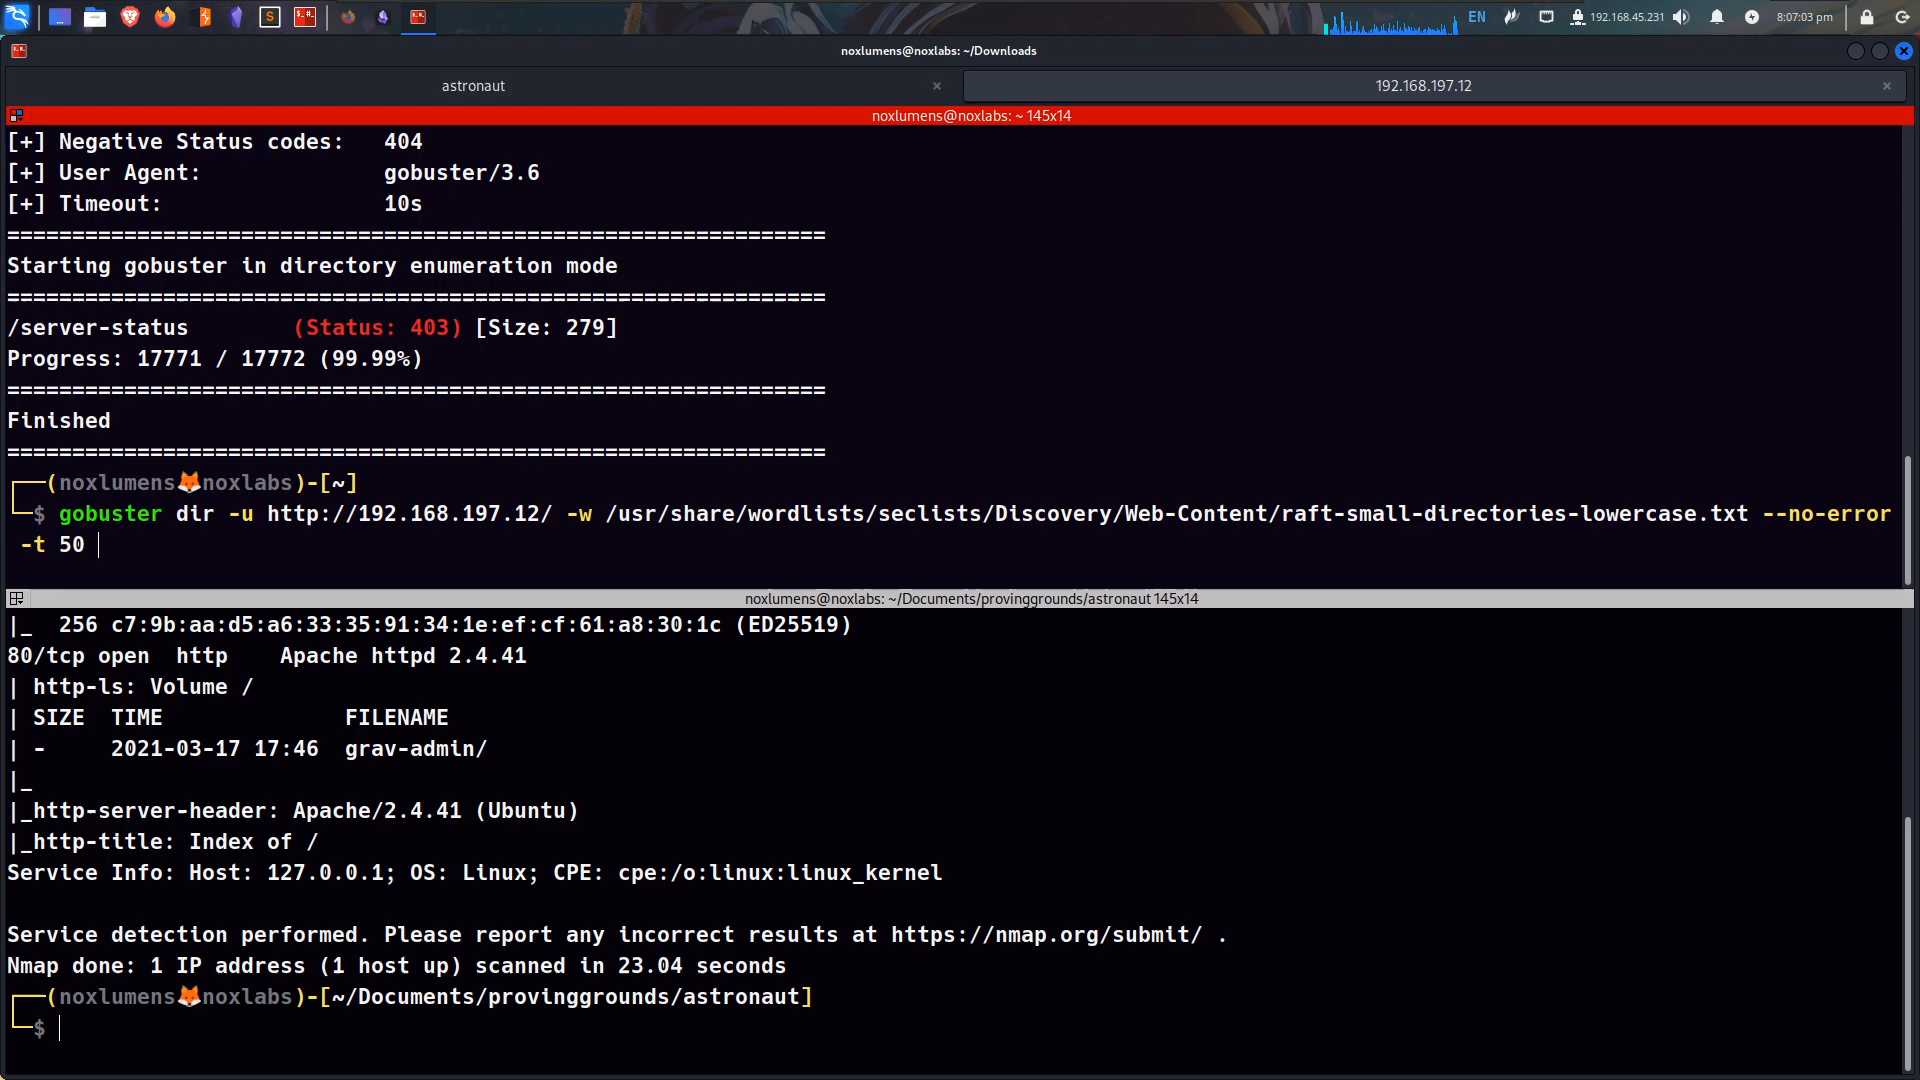 EN
192.168.45.231
8:07:03 pm
noxlumens@noxlabs: ~/Downloads
astronaut
192.168.197.12
noxlumens@noxlabs: ~ 145x14
[+] Negative Status codes:   404
[+] User Agent:              gobuster/3.6
[+] Timeout:                 10s
===============================================================
Starting gobuster in directory enumeration mode
===============================================================
/server-status        (Status: 403) [Size: 279]
Progress: 17771 / 17772 (99.99%)
===============================================================
Finished
===============================================================
┌──(noxlumens🦊noxlabs)-[~]
└─$ gobuster dir -u http://192.168.197.12/ -w /usr/share/wordlists/seclists/Discovery/Web-Content/raft-small-directories-lowercase.txt --no-error
-t 50
noxlumens@noxlabs: ~/Documents/provinggrounds/astronaut 145x14
|_  256 c7:9b:aa:d5:a6:33:35:91:34:1e:ef:cf:61:a8:30:1c (ED25519)
80/tcp open  http    Apache httpd 2.4.41
| http-ls: Volume /
| SIZE  TIME              FILENAME
| -     2021-03-17 17:46  grav-admin/
|_
|_http-server-header: Apache/2.4.41 (Ubuntu)
|_http-title: Index of /
Service Info: Host: 127.0.0.1; OS: Linux; CPE: cpe:/o:linux:linux_kernel
Service detection performed. Please report any incorrect results at https://nmap.org/submit/ .
Nmap done: 1 IP address (1 host up) scanned in 23.04 seconds
┌──(noxlumens🦊noxlabs)-[~/Documents/provinggrounds/astronaut]
└─$